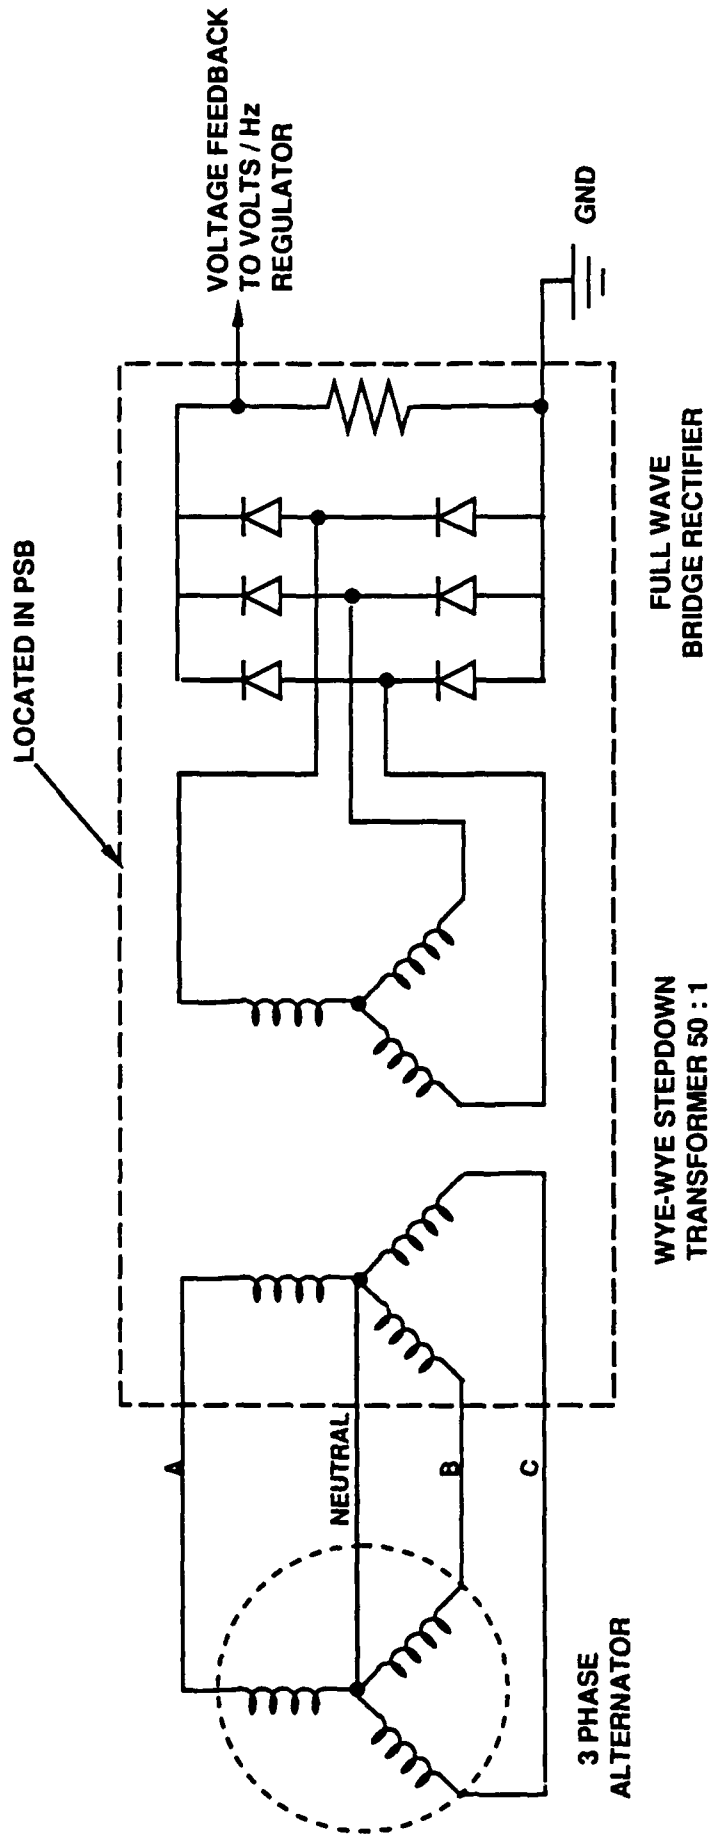 LOCATED IN PSB
VOLTAGE FEEDBACK
TO VOLTS / Hz
REGULATOR
A
NEUTRAL
B
C
GND
3 PHASE
ALTERNATOR
WYE-WYE STEPDOWN
TRANSFORMER 50 : 1
FULL WAVE
BRIDGE RECTIFIER